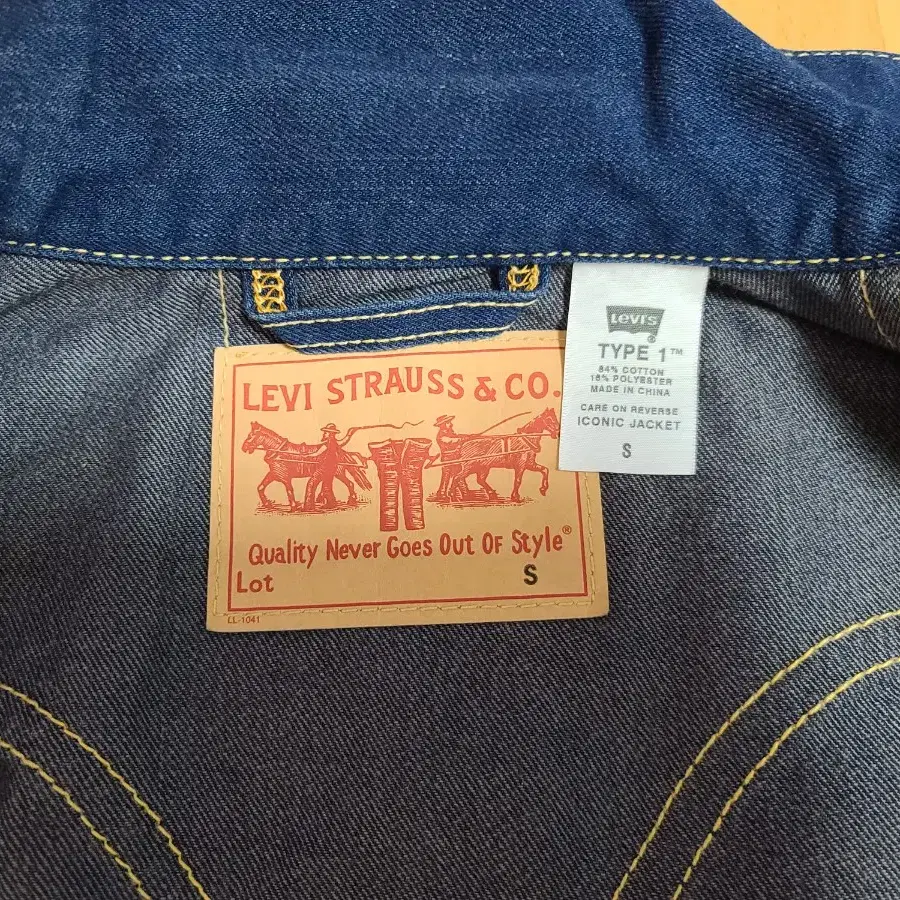 LEVI STRAUSS & CO.
Quality Never Goes Out Of Style®
Lot S
LL-1041
LEVI'S®
TYPE 1™
84% COTTON
16% POLYESTER
MADE IN CHINA
CARE ON REVERSE
ICONIC JACKET
S